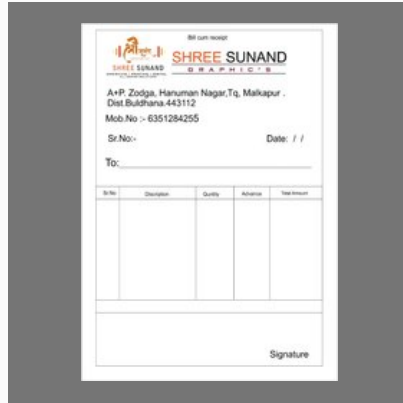 Bill cum receipt
श्री
SHREE SUNAND
SHREE SUNAND
GRAPHIC'S
A+P. Zodga, Hanuman Nagar,Tq, Malkapur .
Dist.Buldhana.443112
Mob.No :- 6351284255
Sr.No:- Date: / /
To:
Sr.No Discription Quntity Advance Total Amount
Signature